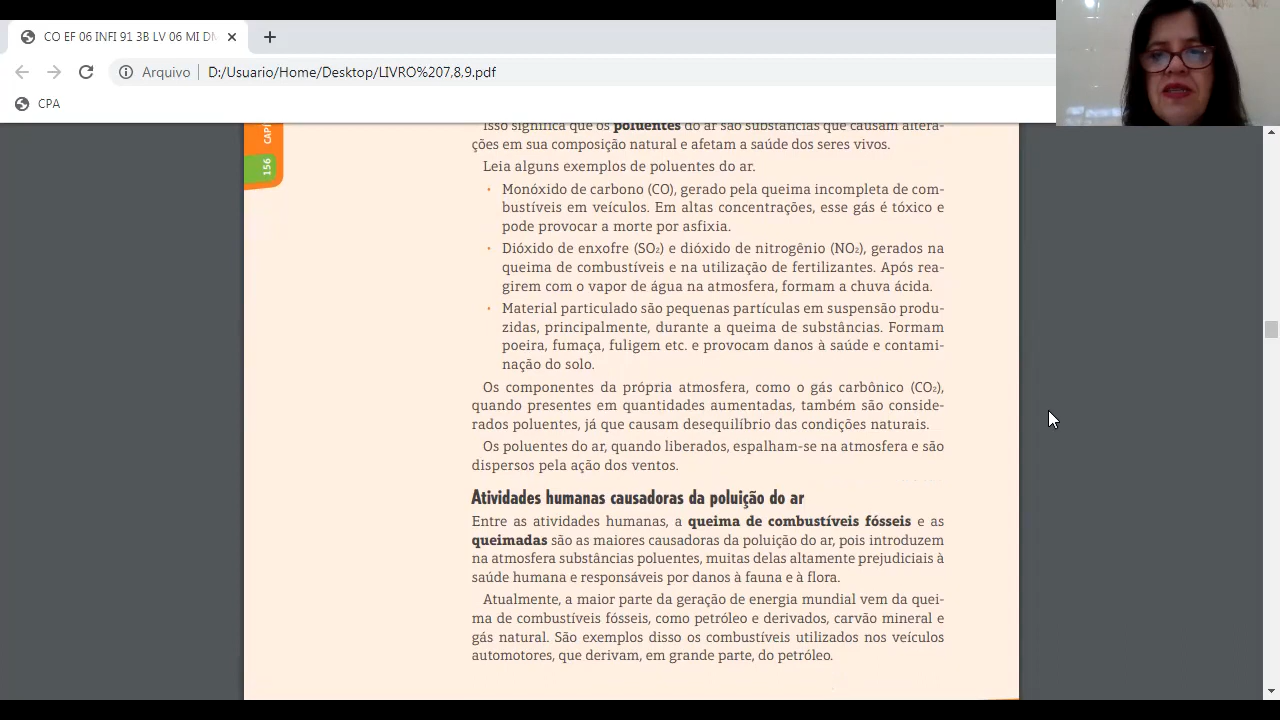 CO EF 06 INFI 91 3B LV 06 MI DM
Arquivo D:/Usuario/Home/Desktop/LIVRO%207,8,9.pdf
CPA
156
Isso significa que os poluentes do ar são substâncias que causam altera-
ções em sua composição natural e afetam a saúde dos seres vivos.
Leia alguns exemplos de poluentes do ar.
• Monóxido de carbono (CO), gerado pela queima incompleta de com-
bustíveis em veículos. Em altas concentrações, esse gás é tóxico e
pode provocar a morte por asfixia.
• Dióxido de enxofre (SO₂) e dióxido de nitrogênio (NO₂), gerados na
queima de combustíveis e na utilização de fertilizantes. Após rea-
girem com o vapor de água na atmosfera, formam a chuva ácida.
• Material particulado são pequenas partículas em suspensão produ-
zidas, principalmente, durante a queima de substâncias. Formam
poeira, fumaça, fuligem etc. e provocam danos à saúde e contami-
nação do solo.
Os componentes da própria atmosfera, como o gás carbônico (CO₂),
quando presentes em quantidades aumentadas, também são conside-
rados poluentes, já que causam desequilíbrio das condições naturais.
Os poluentes do ar, quando liberados, espalham-se na atmosfera e são
dispersos pela ação dos ventos.
Atividades humanas causadoras da poluição do ar
Entre as atividades humanas, a queima de combustíveis fósseis e as
queimadas são as maiores causadoras da poluição do ar, pois introduzem
na atmosfera substâncias poluentes, muitas delas altamente prejudiciais à
saúde humana e responsáveis por danos à fauna e à flora.
Atualmente, a maior parte da geração de energia mundial vem da quei-
ma de combustíveis fósseis, como petróleo e derivados, carvão mineral e
gás natural. São exemplos disso os combustíveis utilizados nos veículos
automotores, que derivam, em grande parte, do petróleo.